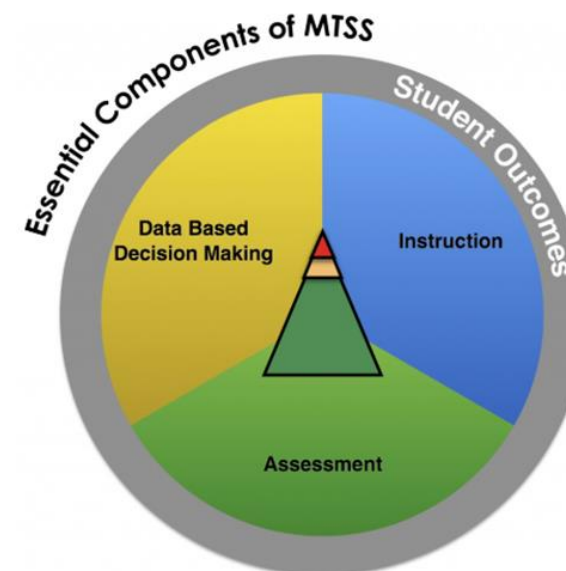 Essential Components of MTSS
Student Outcomes
Data Based
Decision Making
Instruction
Assessment